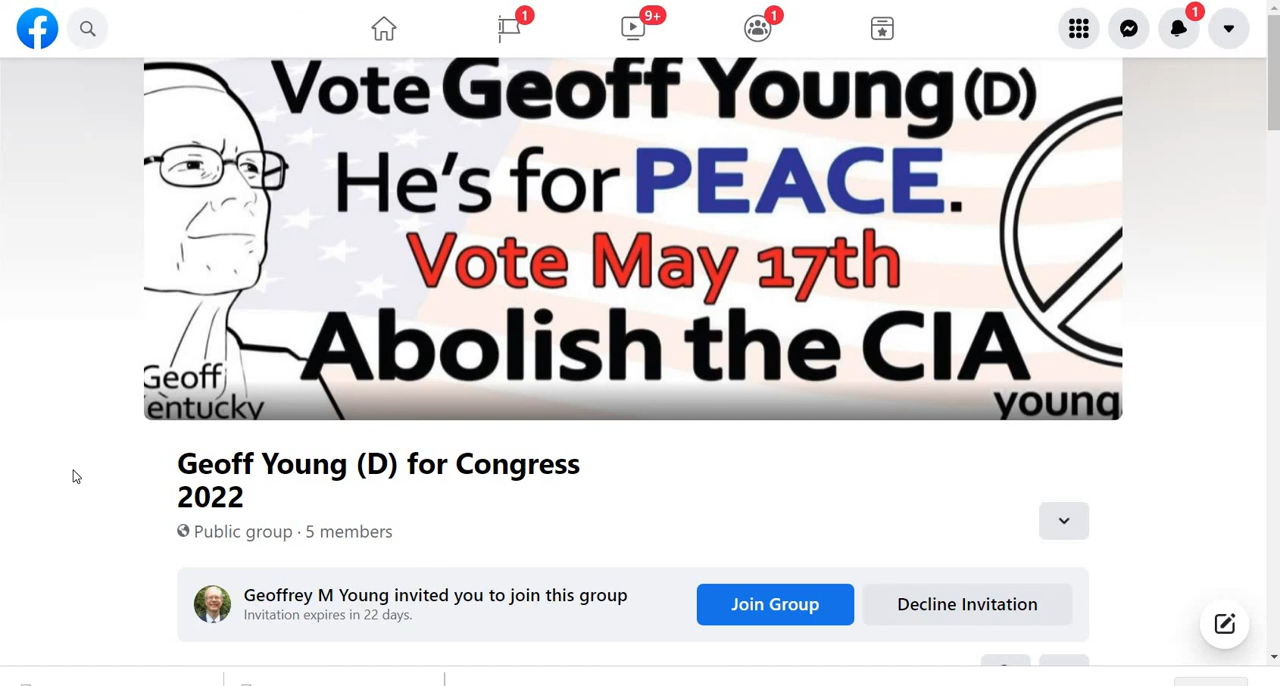 1
9+
1
1
Vote Geoff Young (D)
He's for PEACE.
Vote May 17th
Abolish the CIA
Geoff
entucky
young
Geoff Young (D) for Congress
2022
Public group · 5 members
Geoffrey M Young invited you to join this group
Invitation expires in 22 days.
Join Group
Decline Invitation